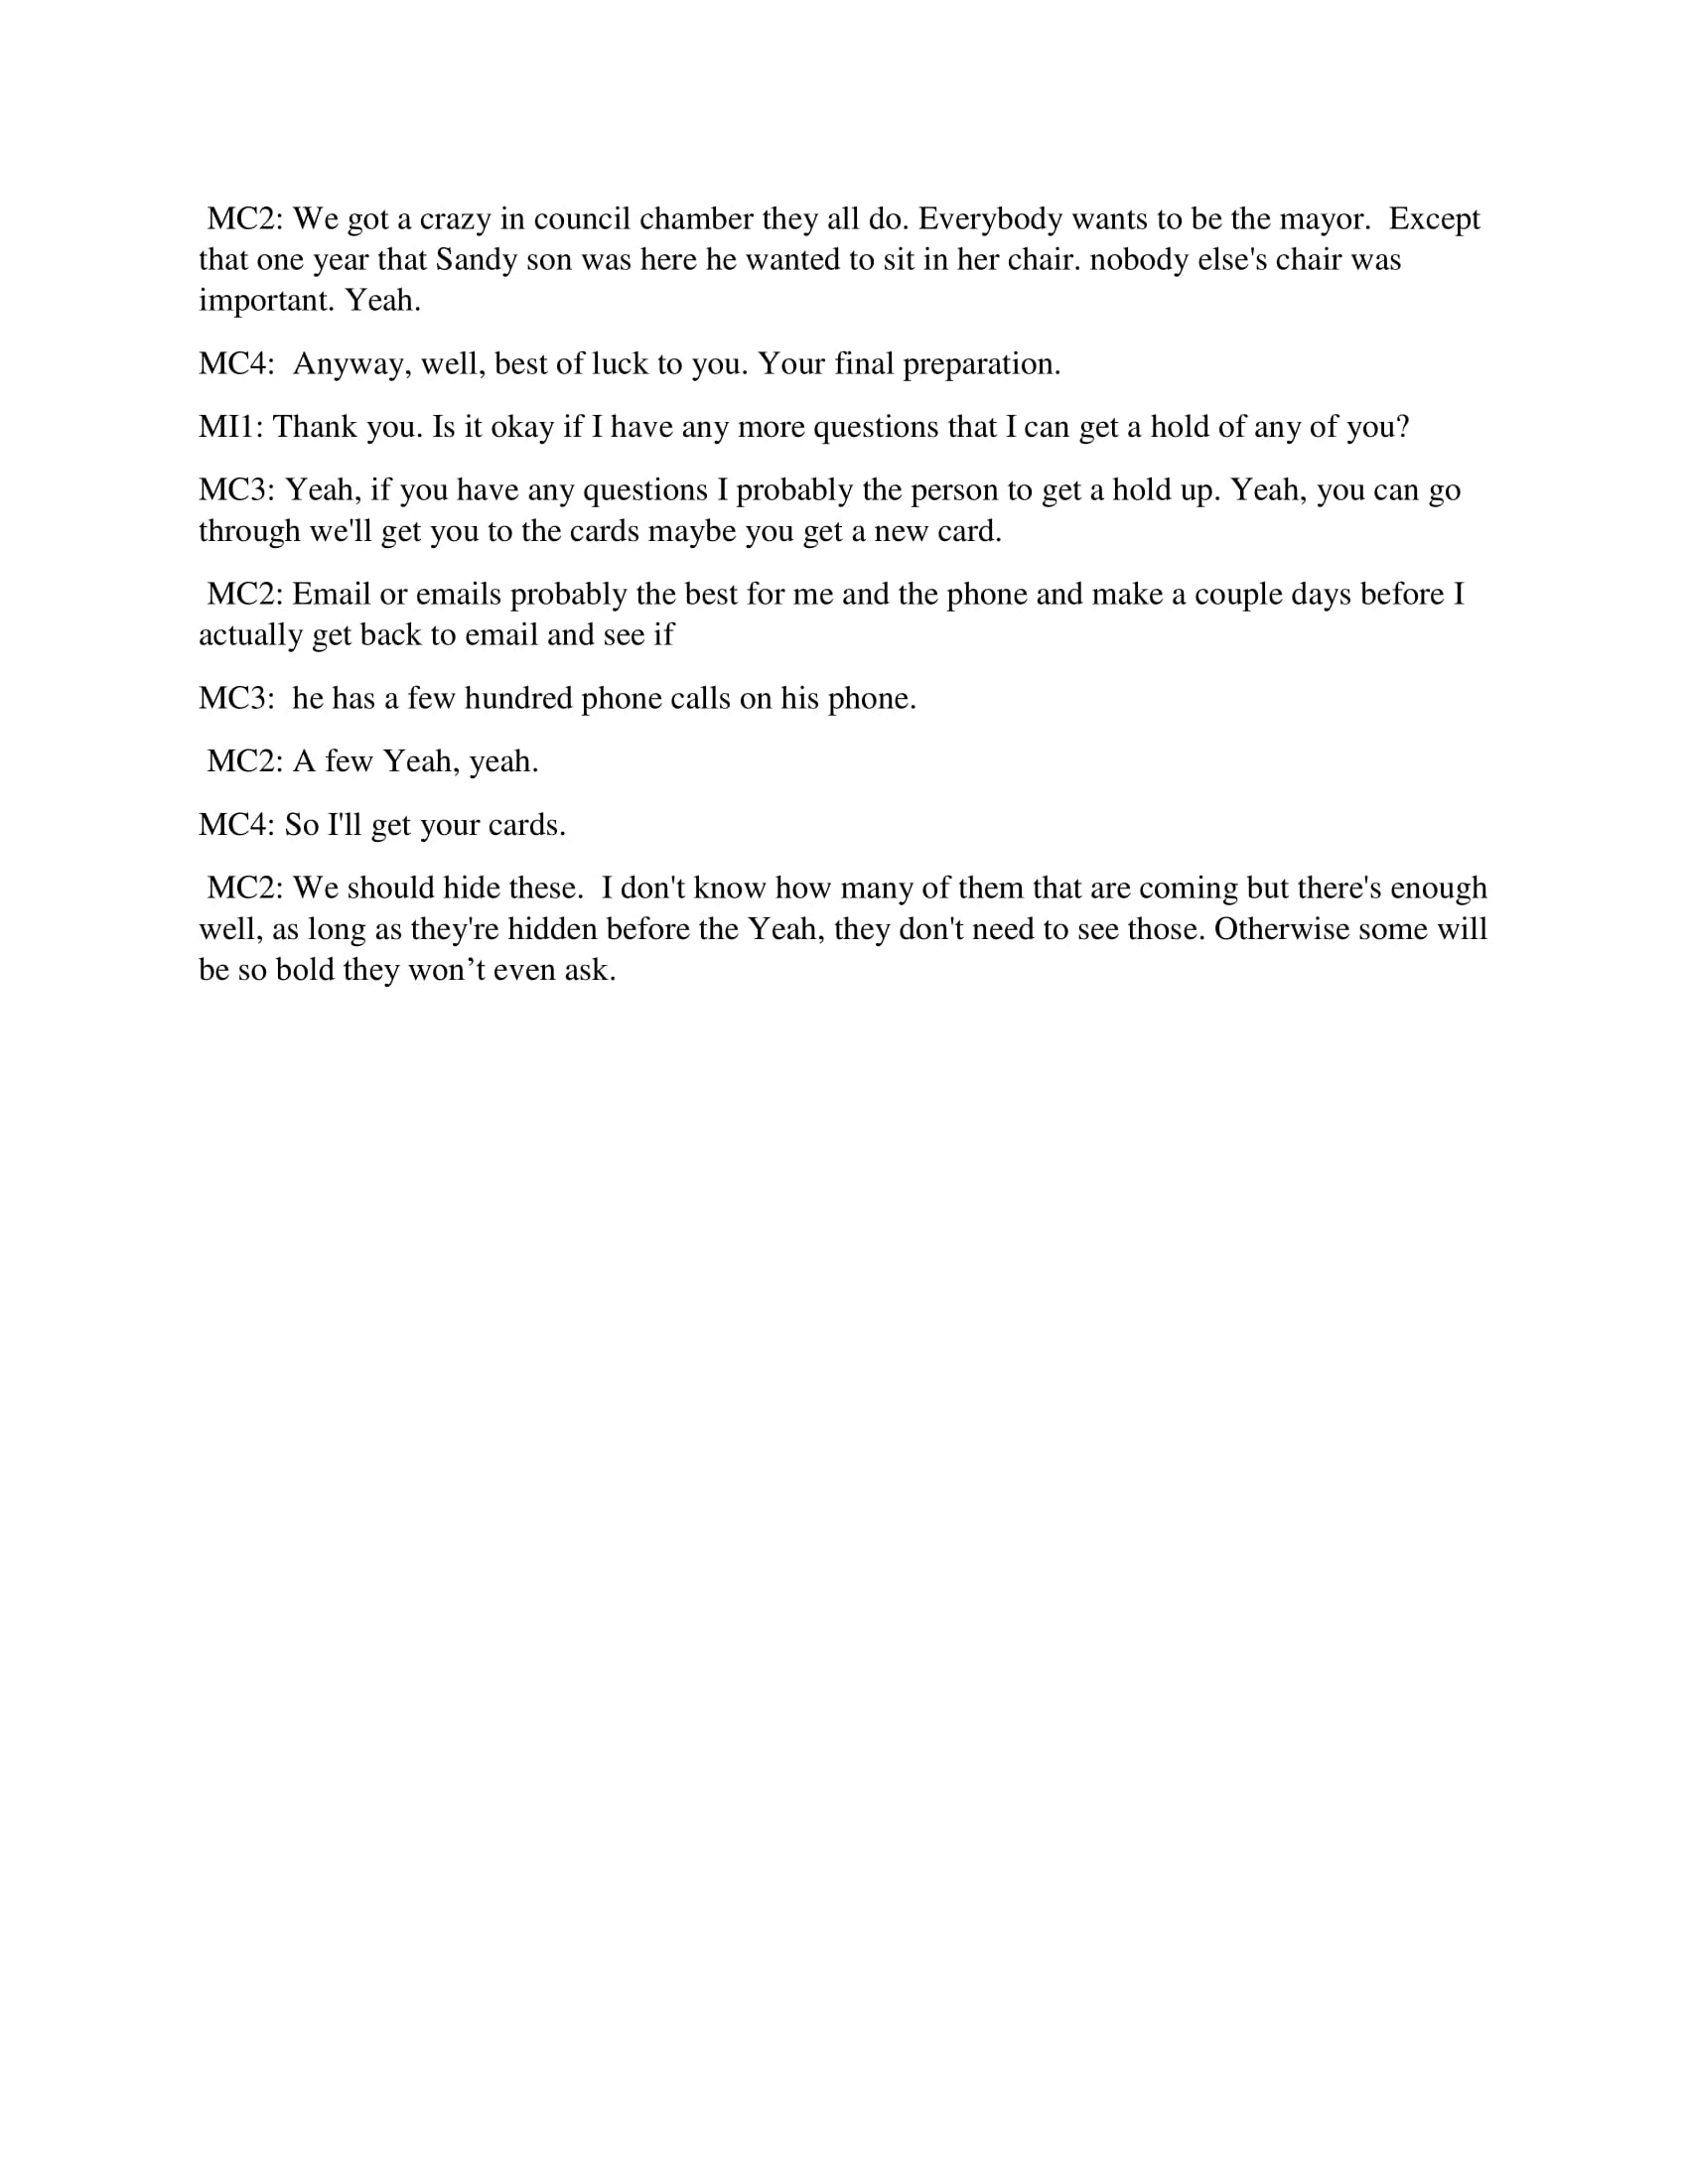 MC2: We got a crazy in council chamber they all do. Everybody wants to be the mayor.  Except
that one year that Sandy son was here he wanted to sit in her chair. nobody else's chair was
important. Yeah.
MC4:  Anyway, well, best of luck to you. Your final preparation.
MI1: Thank you. Is it okay if I have any more questions that I can get a hold of any of you?
MC3: Yeah, if you have any questions I probably the person to get a hold up. Yeah, you can go
through we'll get you to the cards maybe you get a new card.
MC2: Email or emails probably the best for me and the phone and make a couple days before I
actually get back to email and see if
MC3:  he has a few hundred phone calls on his phone.
MC2: A few Yeah, yeah.
MC4: So I'll get your cards.
MC2: We should hide these.  I don't know how many of them that are coming but there's enough
well, as long as they're hidden before the Yeah, they don't need to see those. Otherwise some will
be so bold they won’t even ask.